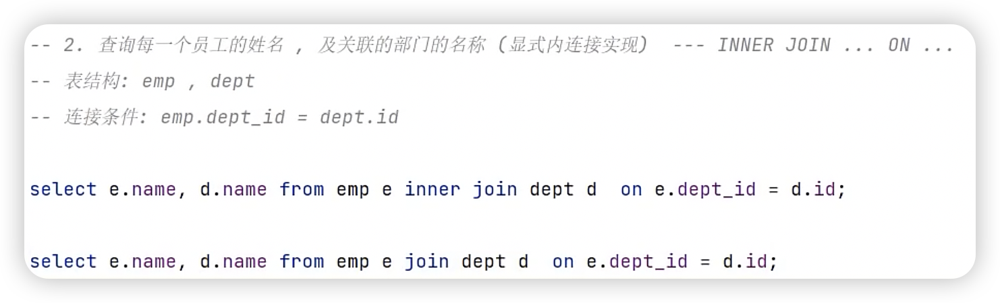 -- 2. 查询每一个员工的姓名 , 及关联的部门的名称 (显式内连接实现)  --- INNER JOIN ... ON ...
-- 表结构: emp , dept
-- 连接条件: emp.dept_id = dept.id
select e.name, d.name from emp e inner join dept d  on e.dept_id = d.id;
select e.name, d.name from emp e join dept d  on e.dept_id = d.id;